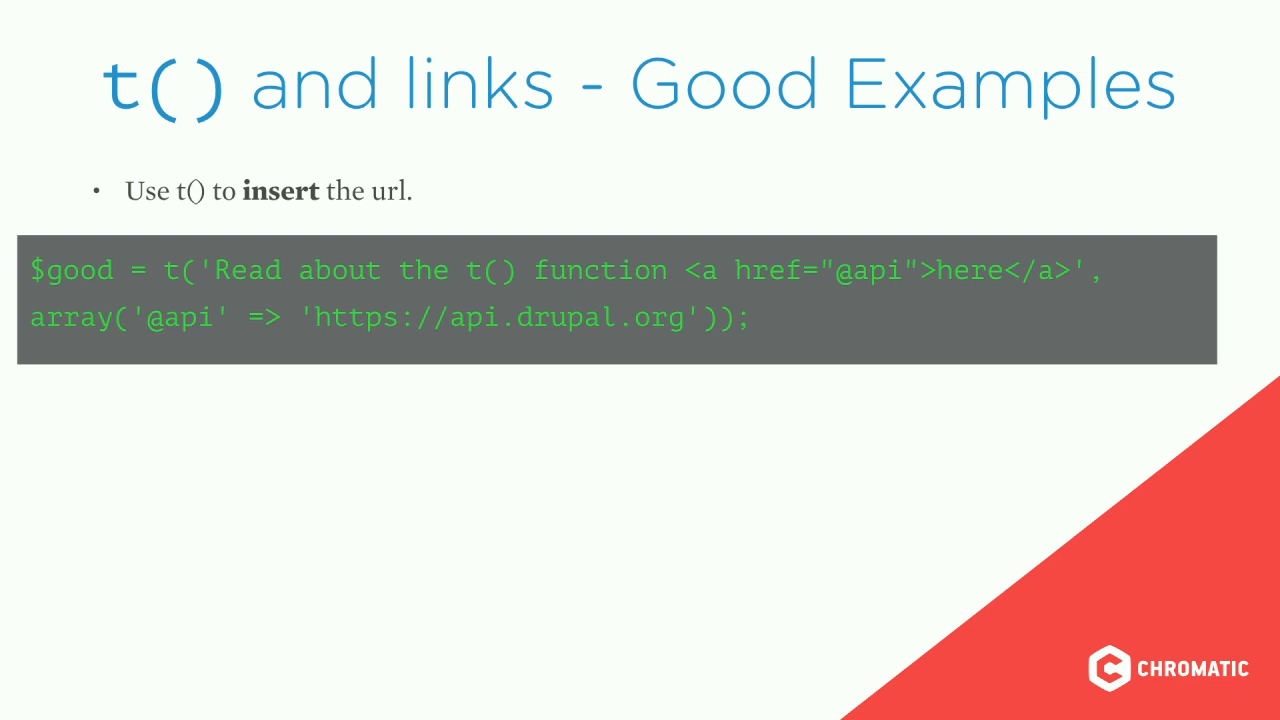 t() and links - Good Examples
• Use t() to insert the url.
$good = t('Read about the t() function <a href="@api">here</a>',
array('@api' => 'https://api.drupal.org'));
CHROMATIC